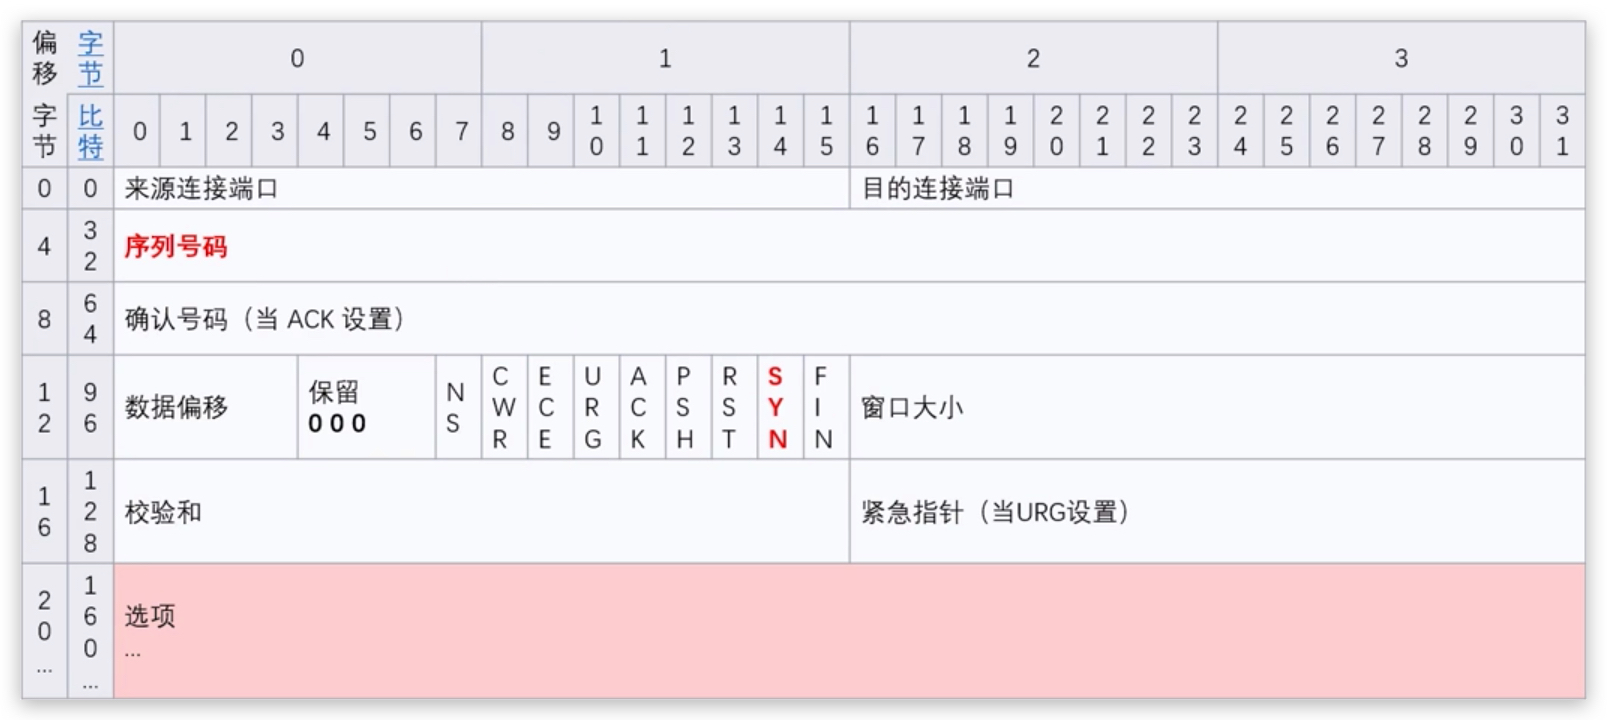 偏移 字节 0 1 2 3
字节 比特 0 1 2 3 4 5 6 7 8 9 10 11 12 13 14 15 16 17 18 19 20 21 22 23 24 25 26 27 28 29 30 31
0 0 来源连接端口 目的连接端口
4 32 序列号码
8 64 确认号码（当 ACK 设置）
12 96 数据偏移 保留 0 0 0 NS CWR ECE URG ACK PSH RST SYN FIN 窗口大小
16 128 校验和 紧急指针（当URG设置）
20 160 选项
... ... ...